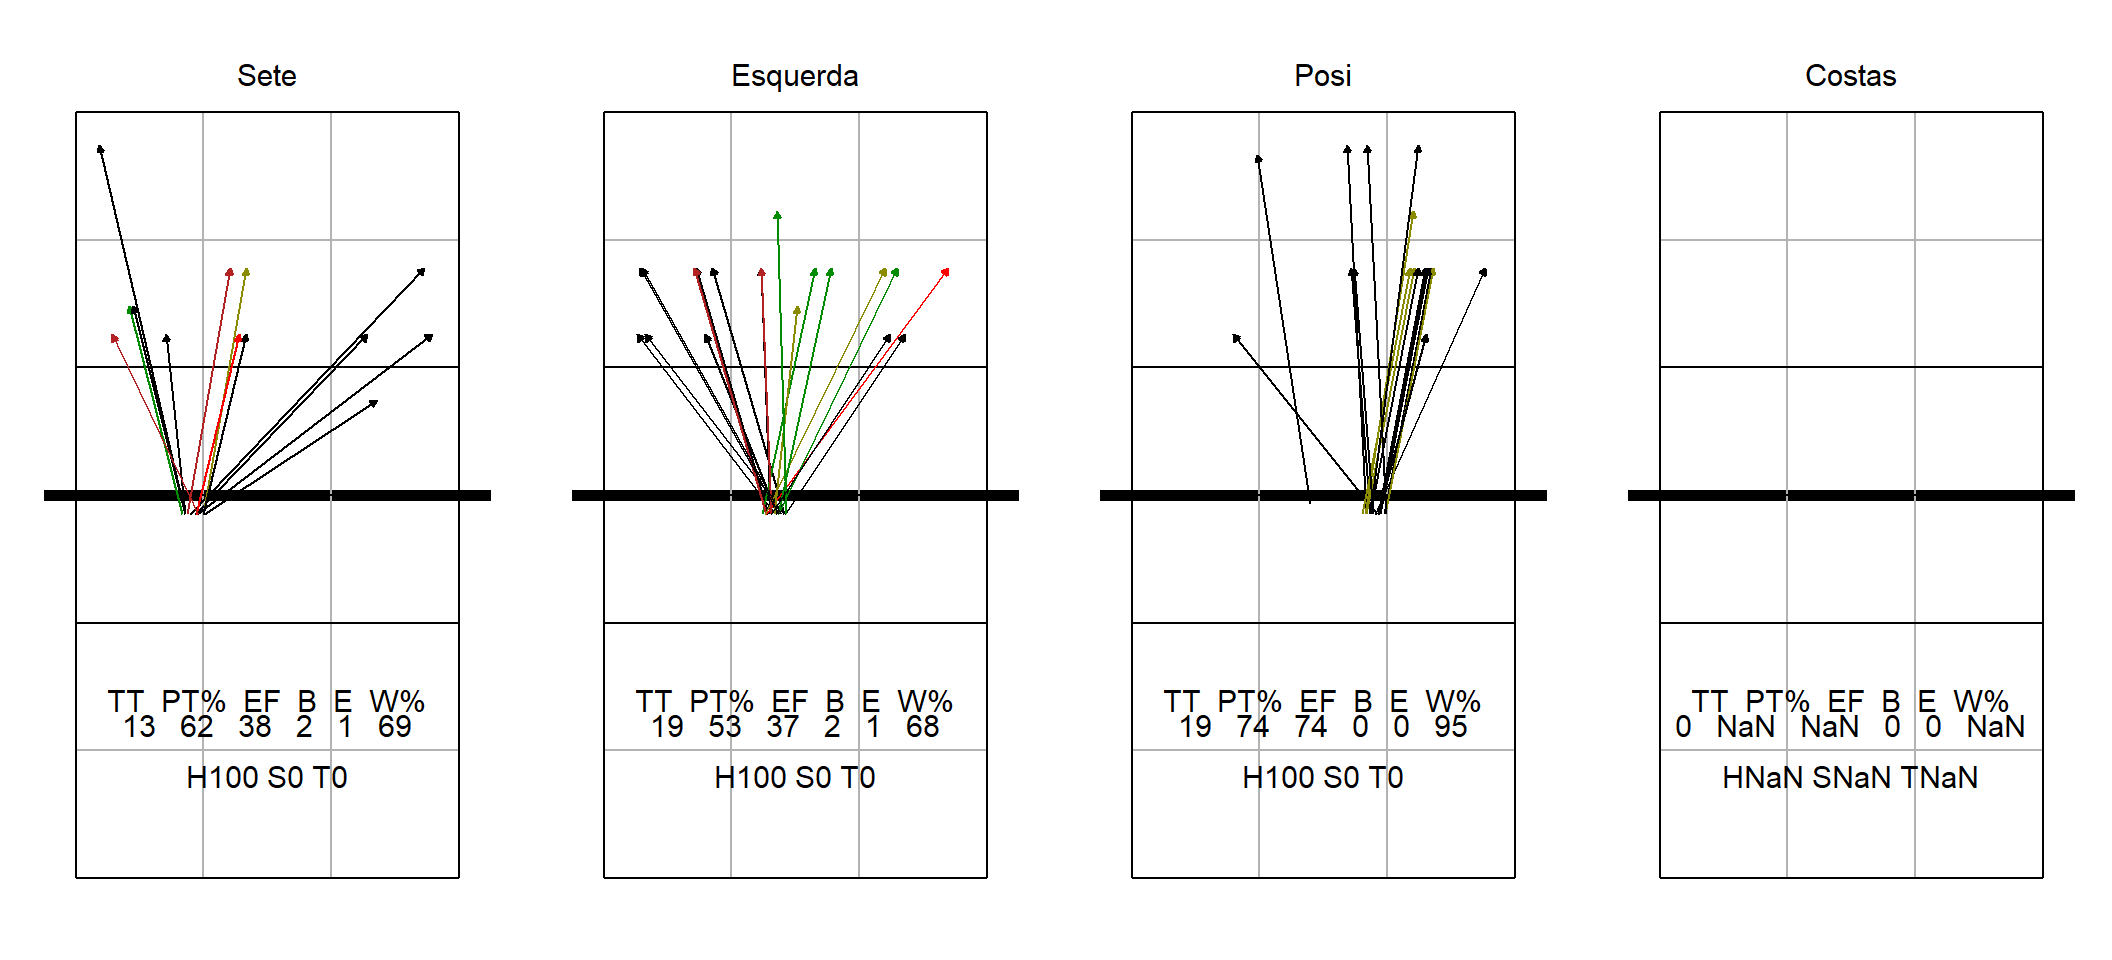 Sete
TT PT% EF B E W%
13 62 38 2 1 69
H100 S0 T0
Esquerda
TT PT% EF B E W%
19 53 37 2 1 68
H100 S0 T0
Posi
TT PT% EF B E W%
19 74 74 0 0 95
H100 S0 T0
Costas
TT PT% EF B E W%
0 NaN NaN 0 0 NaN
HNaN SNaN TNaN